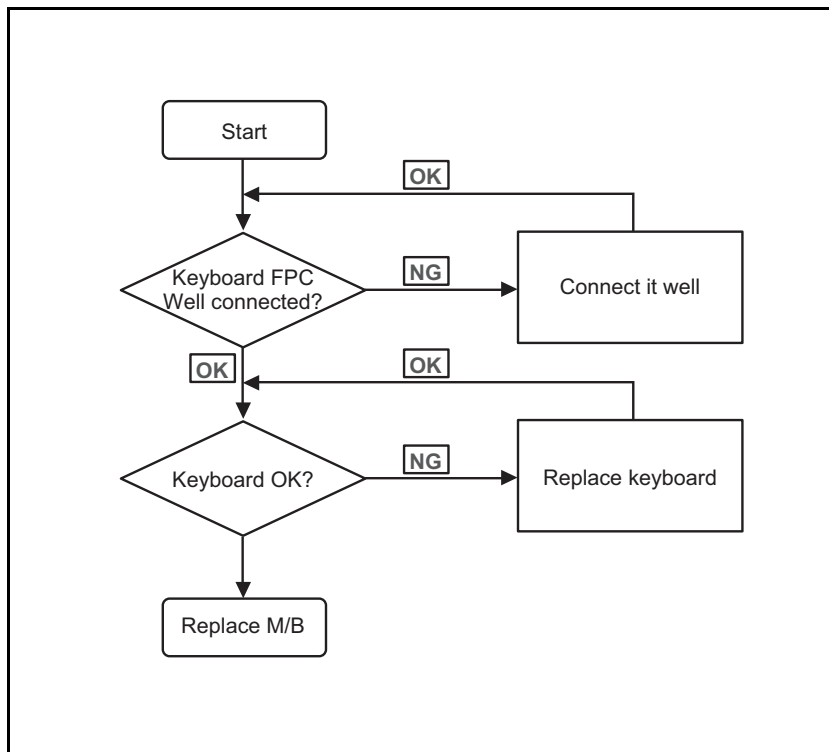 Start
OK
Keyboard FPC
Well connected?
NG
Connect it well
OK
OK
Keyboard OK?
NG
Replace keyboard
Replace M/B